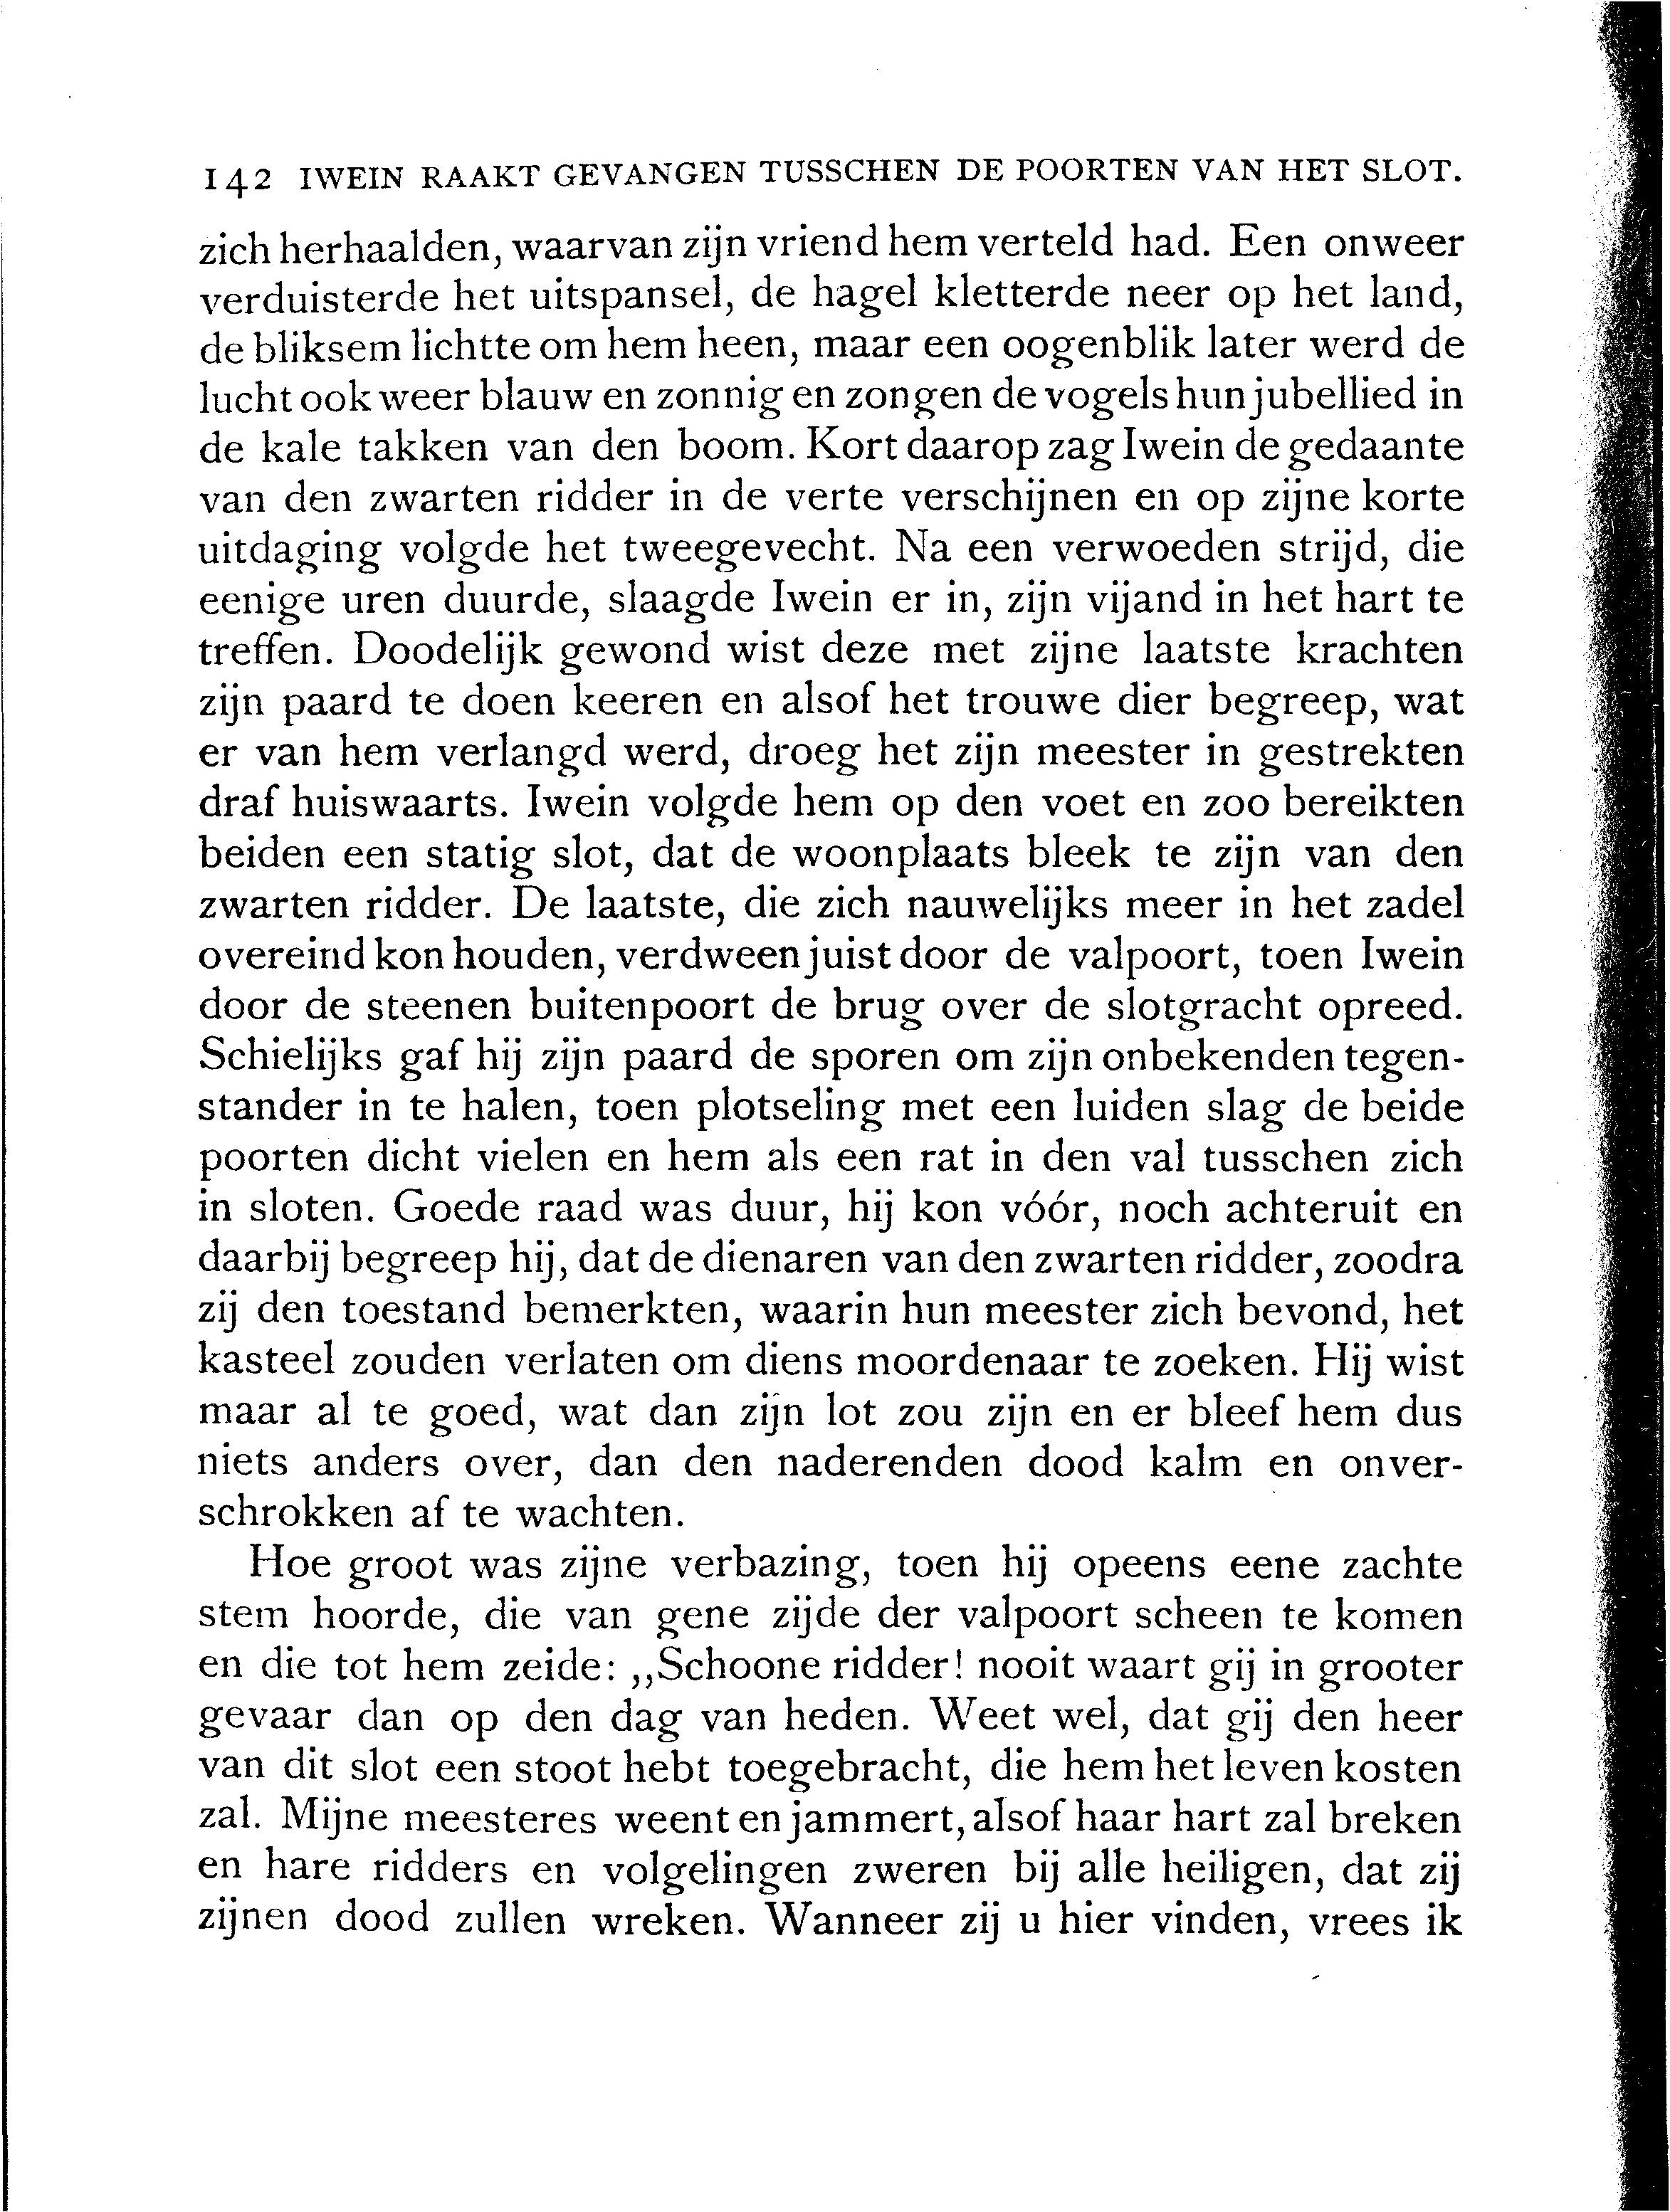 142 IWEIN RAAKT GEVANGEN TUSSCHEN DE POORTEN VAN HET SLOT.
zich herhaalden, waarvan zijn vriend hem verteld had. Een onweer
verduisterde het uitspansel, de hagel kletterde neer op het land,
de bliksem lichtte om hem heen, maar een oogenblik later werd de
lucht ook weer blauw en zonnig en zongen de vogels hun jubellied in
de kale takken van den boom. Kort daarop zag Iwein de gedaante
van den zwarten ridder in de verte verschijnen en op zijne korte
uitdaging volgde het tweegevecht. Na een verwoeden strijd, die
eenige uren duurde, slaagde Iwein er in, zijn vijand in het hart te
treffen. Doodelijk gewond wist deze met zijne laatste krachten
zijn paard te doen keeren en alsof het trouwe dier begreep, wat
er van hem verlangd werd, droeg het zijn meester in gestrekten
draf huiswaarts. Iwein volgde hem op den voet en zoo bereikten
beiden een statig slot, dat de woonplaats bleek te zijn van den
zwarten ridder. De laatste, die zich nauwelijks meer in het zadel
overeind kon houden, verdween juist door de valpoort, toen Iwein
door de steenen buitenpoort de brug over de slotgracht opreed.
Schielijks gaf hij zijn paard de sporen om zijn onbekenden tegen-
stander in te halen, toen plotseling met een luiden slag de beide
poorten dicht vielen en hem als een rat in den val tusschen zich
in sloten. Goede raad was duur, hij kon vóór, noch achteruit en
daarbij begreep hij, dat de dienaren van den zwarten ridder, zoodra
zij den toestand bemerkten, waarin hun meester zich bevond, het
kasteel zouden verlaten om diens moordenaar te zoeken. Hij wist
maar al te goed, wat dan zijn lot zou zijn en er bleef hem dus
niets anders over, dan den naderenden dood kalm en onver-
schrokken af te wachten.
Hoe groot was zijne verbazing, toen hij opeens eene zachte
stem hoorde, die van gene zijde der valpoort scheen te komen
en die tot hem zeide: ,,Schoone ridder! nooit waart gij in grooter
gevaar dan op den dag van heden. Weet wel, dat gij den heer
van dit slot een stoot hebt toegebracht, die hem het leven kosten
zal. Mijne meesteres weent en jammert, alsof haar hart zal breken
en hare ridders en volgelingen zweren bij alle heiligen, dat zij
zijnen dood zullen wreken. Wanneer zij u hier vinden, vrees ik